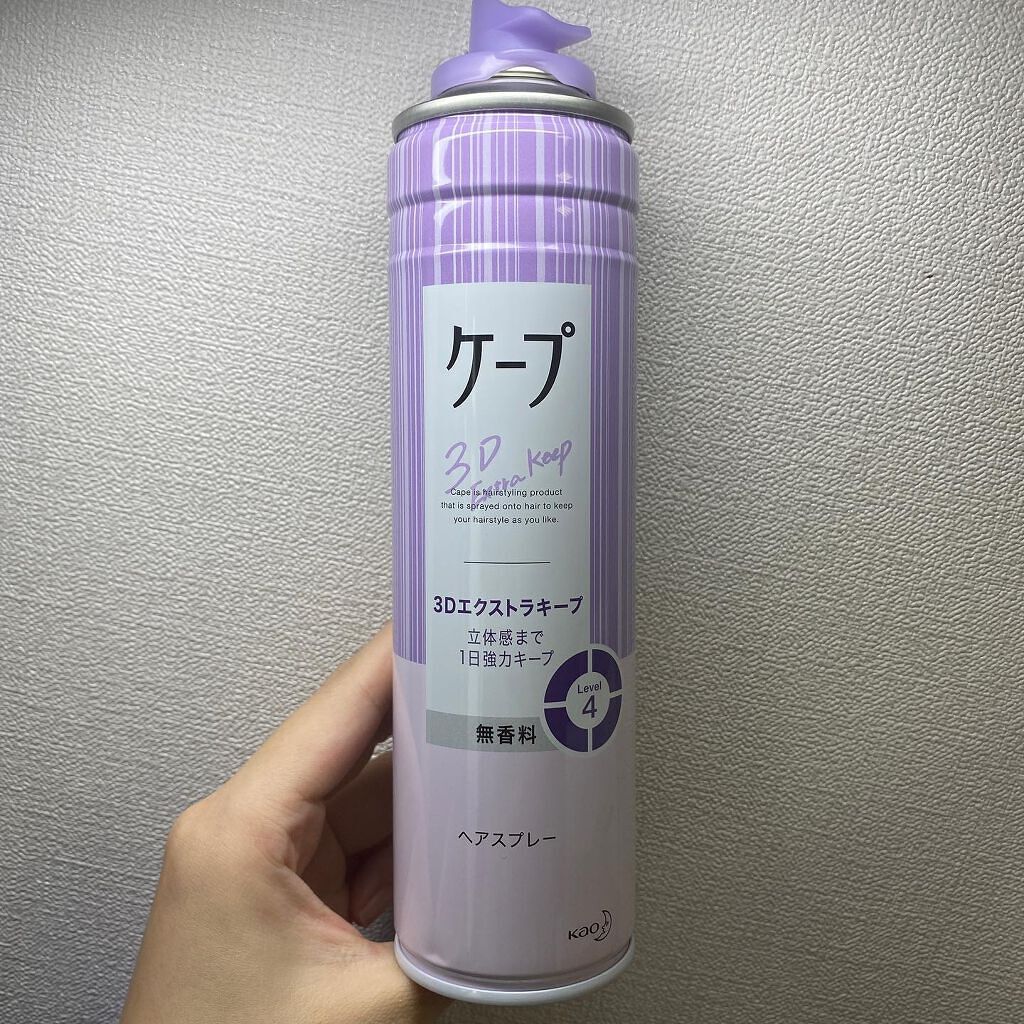 ケープ
3D
Extra Keep
Cape is hairstyling product
that is sprayed onto hair to keep
your hairstyle as you like.
3Dエクストラキープ
立体感まで
1日強力キープ
Level
4
無香料
ヘアスプレー
Kao